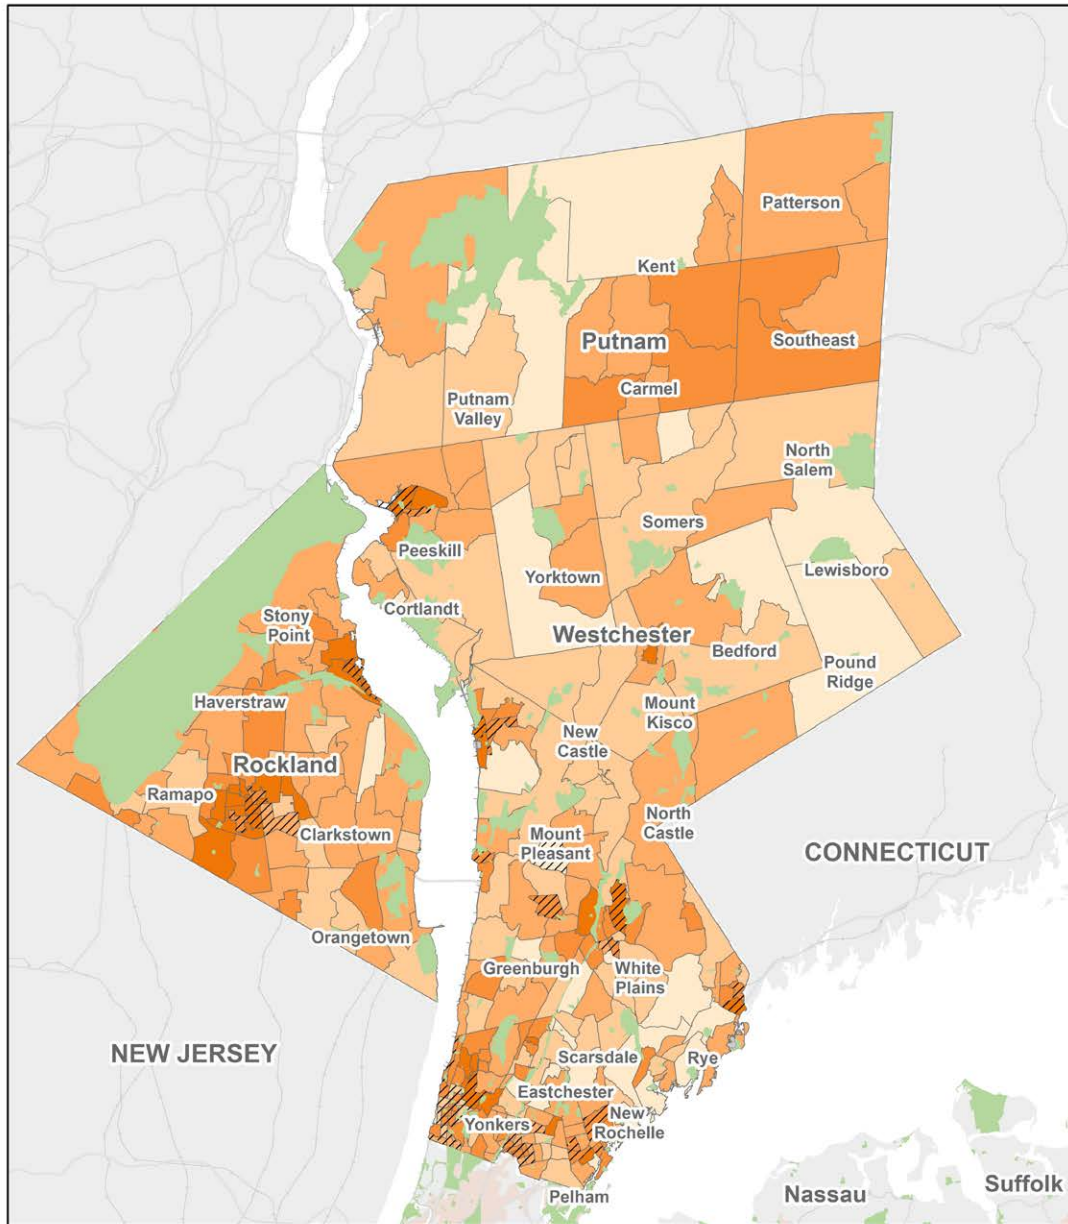 Patterson
Kent
Putnam
Southeast
Carmel
Putnam
Valley
North
Salem
Somers
Peeskill
Yorktown
Lewisboro
Cortlandt
Stony
Point
Westchester
Bedford
Pound
Ridge
Haverstraw
Mount
Kisco
New
Castle
Rockland
Ramapo
North
Castle
Clarkstown
Mount
Pleasant
CONNECTICUT
Orangetown
Greenburgh
White
Plains
NEW JERSEY
Scarsdale
Rye
Eastchester
New
Rochelle
Yonkers
Pelham
Nassau
Suffolk